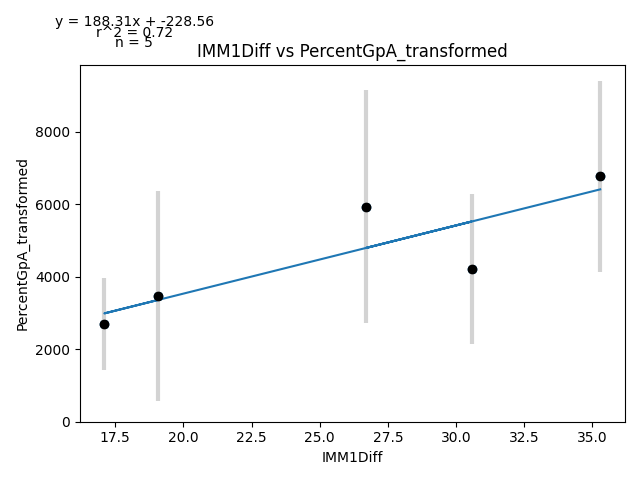 y = 188.31x + -228.56
r^2 = 0.72
n = 5
IMM1Diff vs PercentGpA_transformed
PercentGpA_transformed
8000
6000
4000
2000
0
17.5 20.0 22.5 25.0 27.5 30.0 32.5 35.0
IMM1Diff